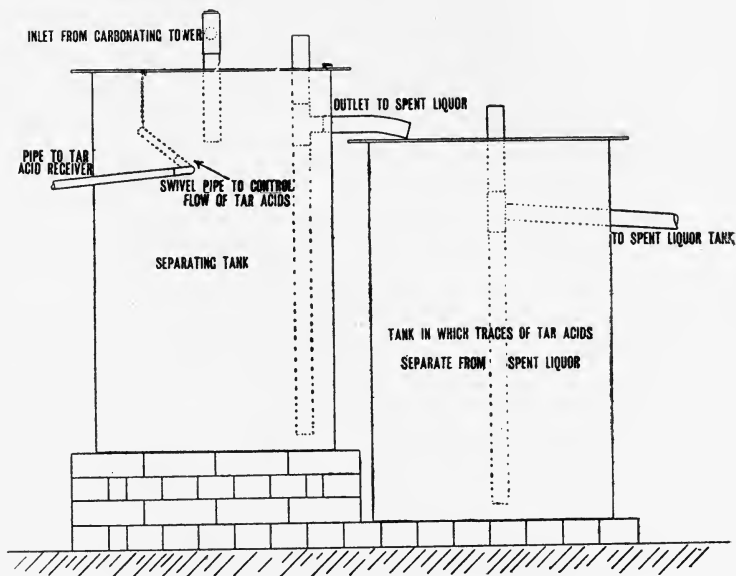 INLET FROM CARBONATING TOWER
OUTLET TO SPENT LIQUOR
PIPE TO TAR
ACID RECEIVER
SWIVEL PIPE TO CONTROL
FLOW OF TAR ACIDS
TO SPENT LIQUOR TANK
SEPARATING TANK
TANK IN WHICH TRACES OF TAR ACIDS
SEPARATE FROM SPENT LIQUOR